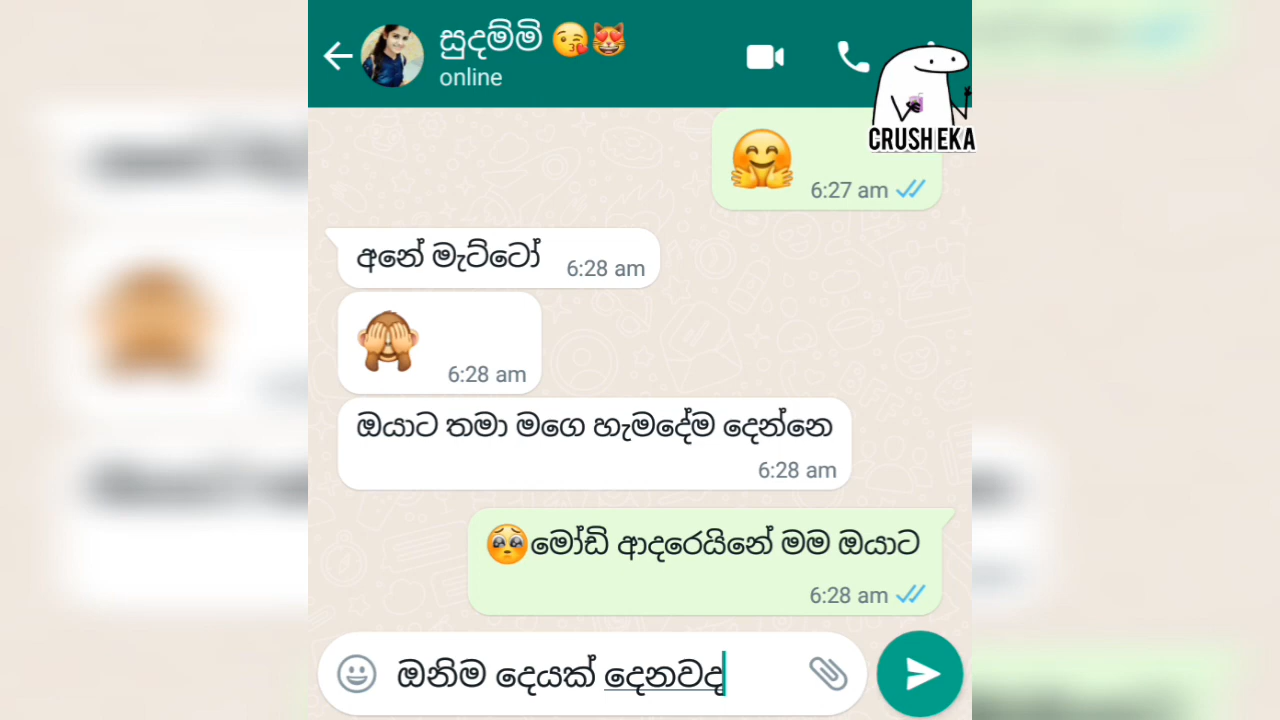 සුදම්මි 😘😻
online
CRUSH EKA
🤗
6:27 am
අනේ මැට්ටෝ 6:28 am
🙈
6:28 am
ඔයාට තමා මගෙ හැමදේම දෙන්නෙ
6:28 am
🥺මෝඩි ආදරෙයිනේ මම ඔයාට
6:28 am
ඔනිම දෙයක් දෙනවද